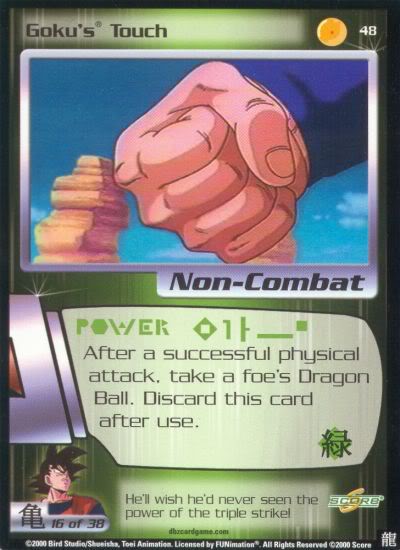 Goku's® Touch
48
Non-Combat
POWER
After a successful physical
attack, take a foe's Dragon
Ball. Discard this card
after use.
緑
He'll wish he'd never seen the
power of the triple strike!
SCORE
亀 16 of 38
dbzcardgame.com
龍
©2000 Bird Studio/Shueisha, Toei Animation. Licensed by FUNimation®. All Rights Reserved ©2000 Score